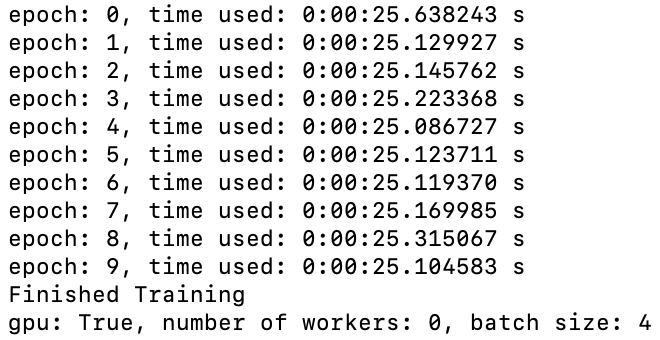 epoch: 0, time used: 0:00:25.638243 s
epoch: 1, time used: 0:00:25.129927 s
epoch: 2, time used: 0:00:25.145762 s
epoch: 3, time used: 0:00:25.223368 s
epoch: 4, time used: 0:00:25.086727 s
epoch: 5, time used: 0:00:25.123711 s
epoch: 6, time used: 0:00:25.119370 s
epoch: 7, time used: 0:00:25.169985 s
epoch: 8, time used: 0:00:25.315067 s
epoch: 9, time used: 0:00:25.104583 s
Finished Training
gpu: True, number of workers: 0, batch size: 4